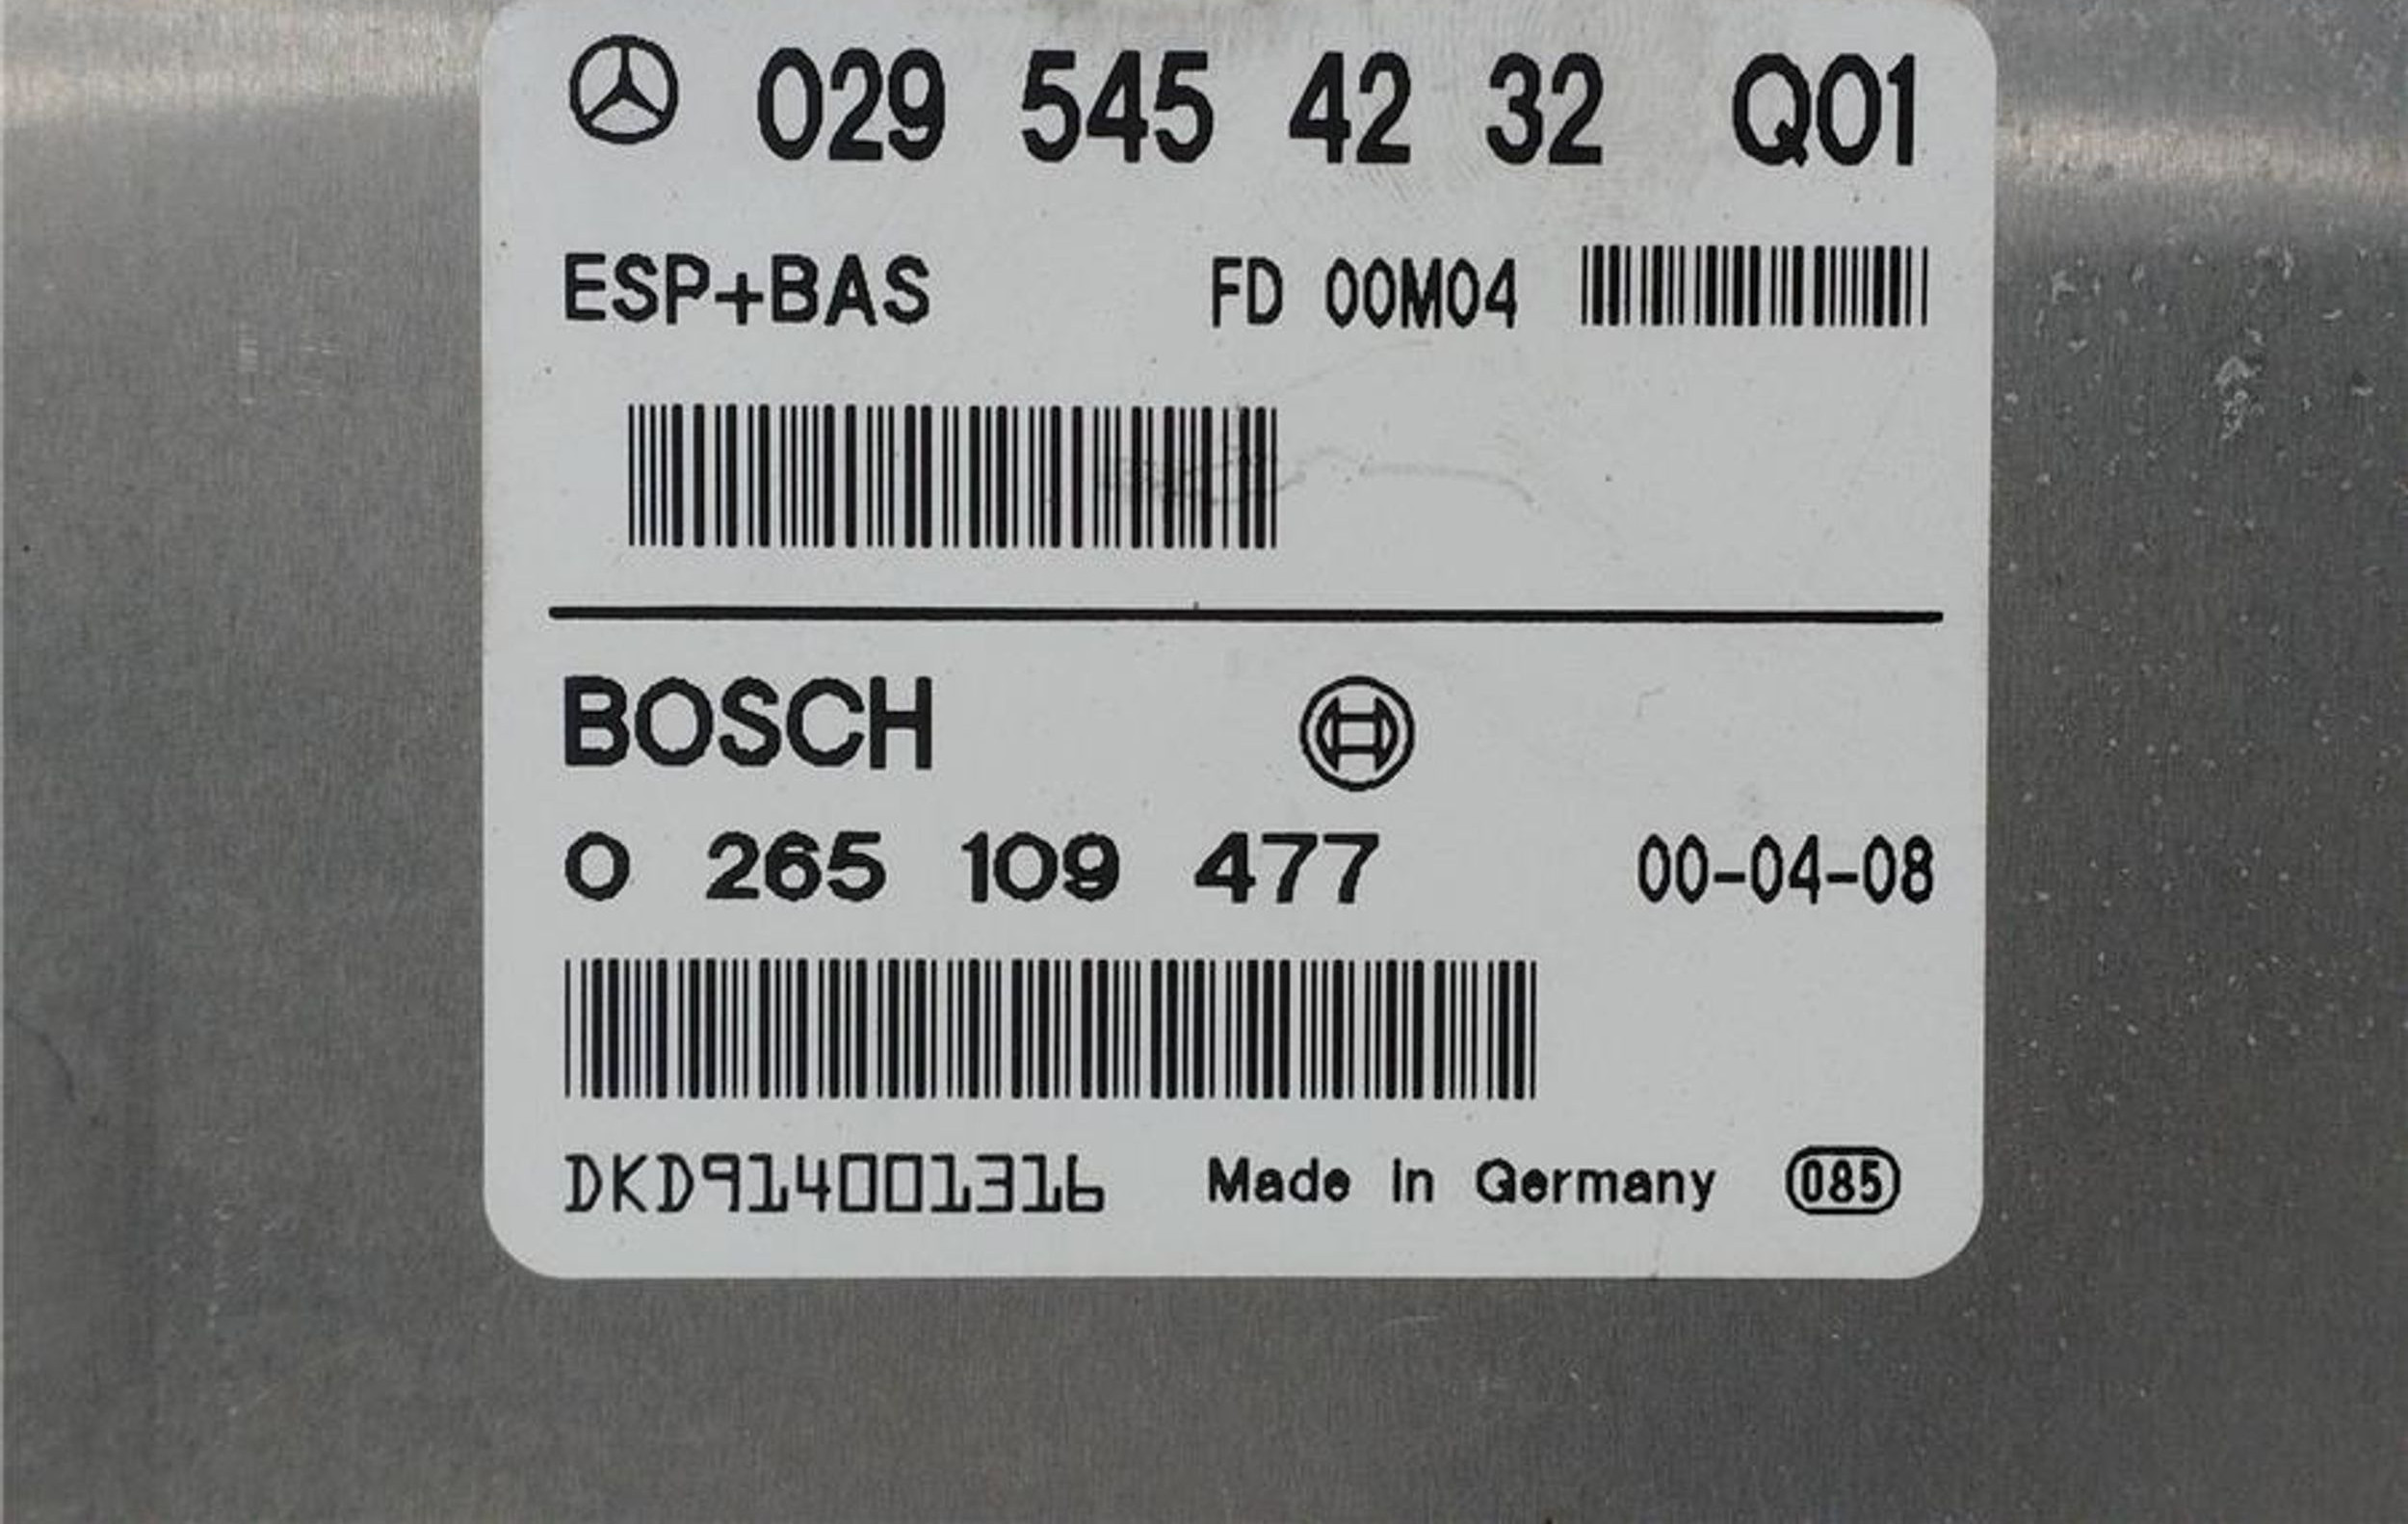 029 545 42 32 Q01
ESP+BAS FD 00M04
BOSCH
0 265 109 477 00-04-08
DKD914001316 Made in Germany 085